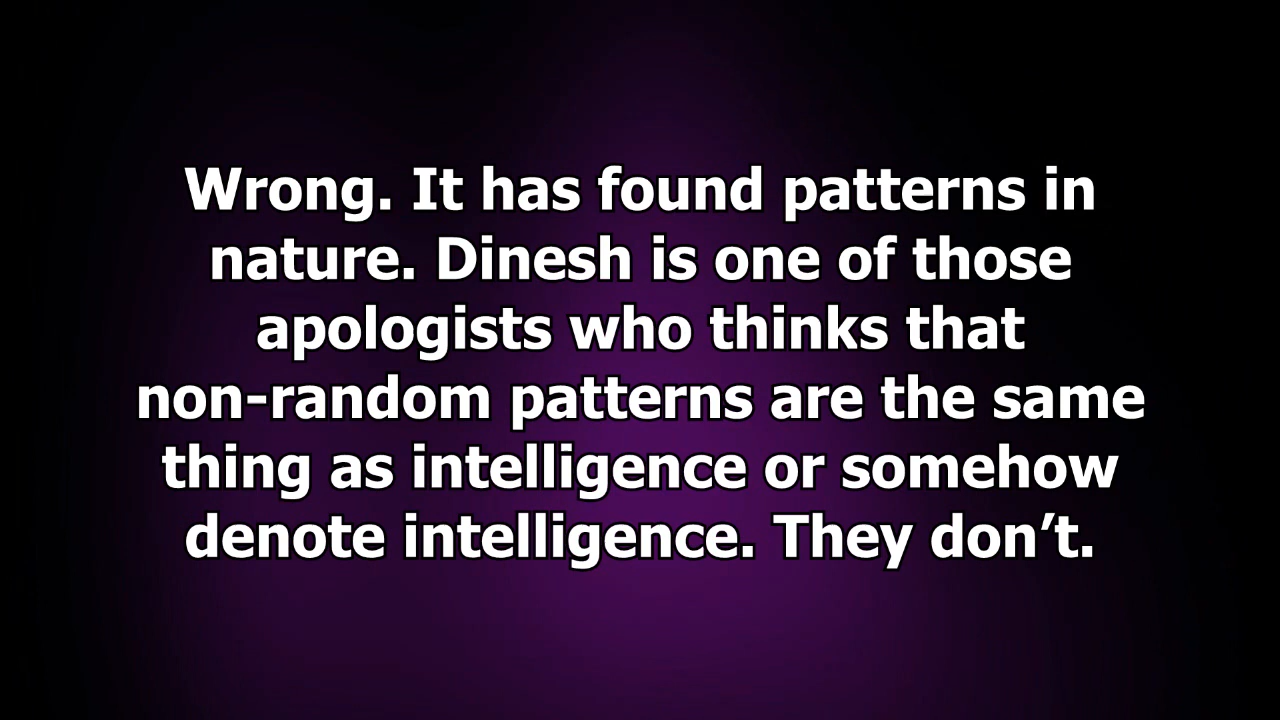 Wrong. It has found patterns in
nature. Dinesh is one of those
apologists who thinks that
non-random patterns are the same
thing as intelligence or somehow
denote intelligence. They don’t.